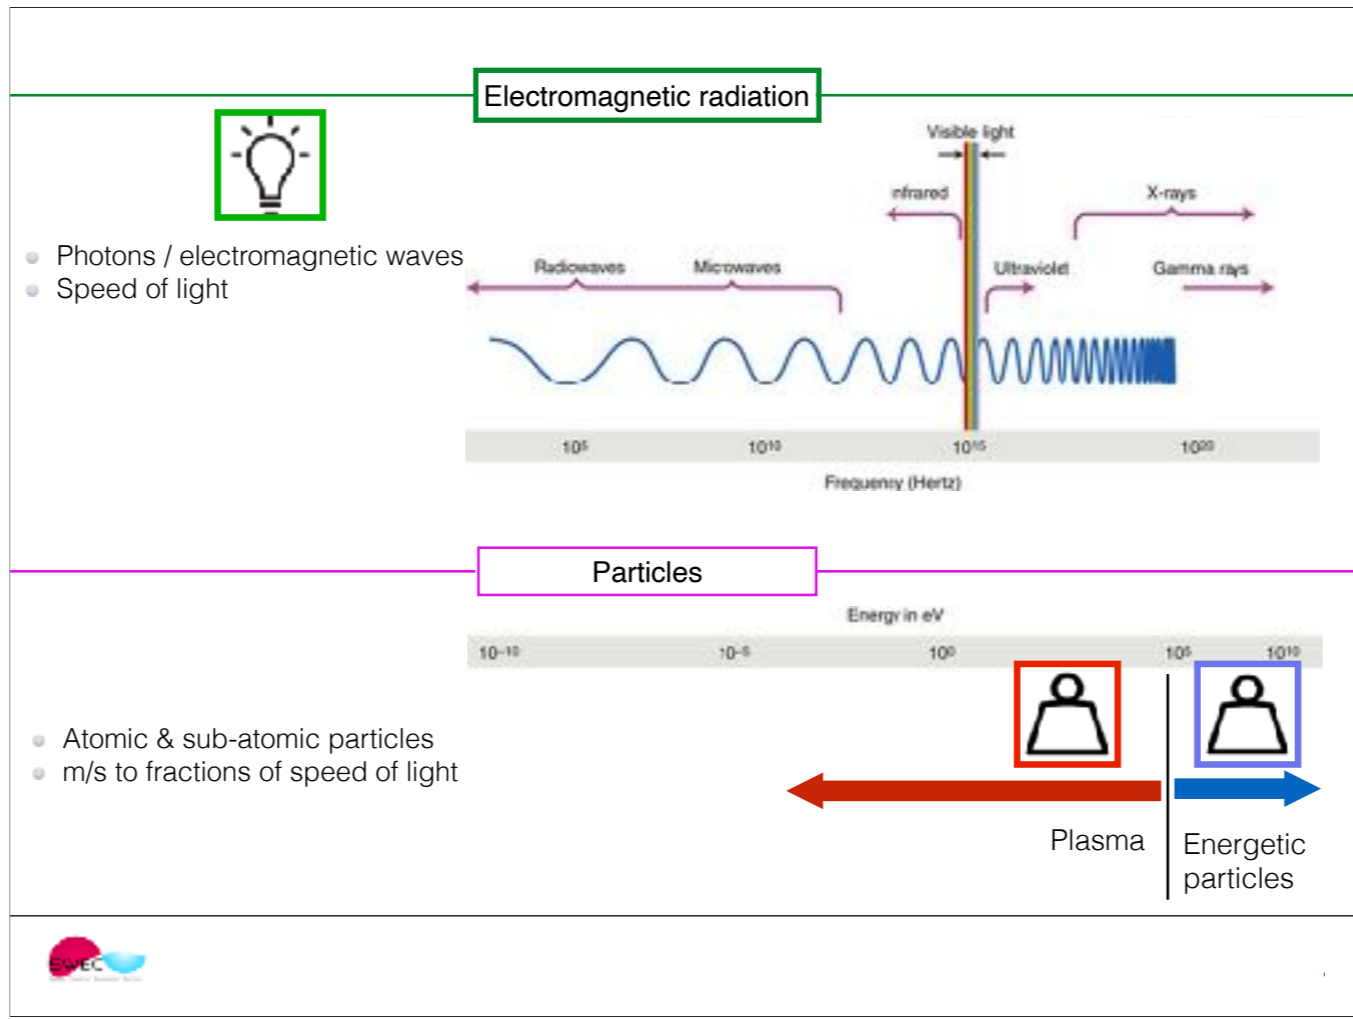 Electromagnetic radiation
Visible light
nfrared
X-rays
Photons / electromagnetic waves
Speed of light
Radiowaves
Microwaves
Ultraviolet
Gamma rays
10⁵ 10¹⁰ 10¹⁵ 10²⁰
Frequency (Hertz)
Particles
Energy in eV
10⁻¹⁰ 10⁻⁵ 10⁰ 10⁵ 10¹⁰
Atomic & sub-atomic particles
m/s to fractions of speed of light
Plasma
Energetic
particles
SWEC